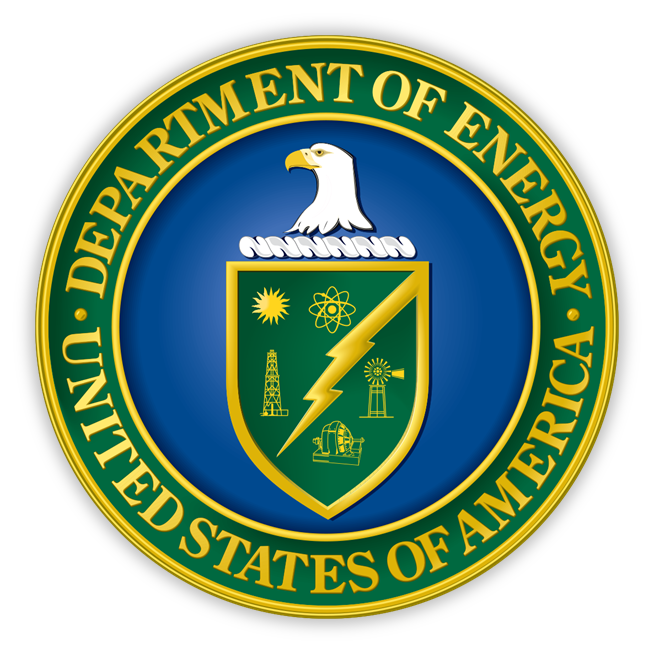 DEPARTMENT OF ENERGY
UNITED STATES OF AMERICA